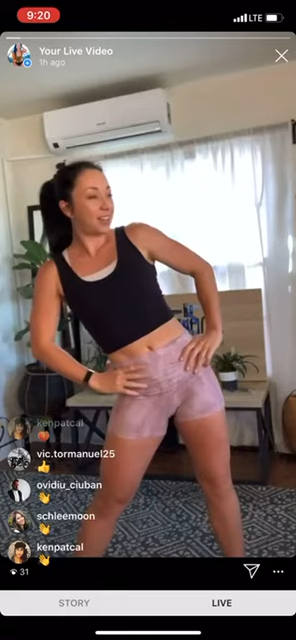 9:20
LTE
Your Live Video
1h ago
kenpatcal
vic.tormanuel25
ovidiu_ciuban
schleemoon
kenpatcal
31
STORY
LIVE